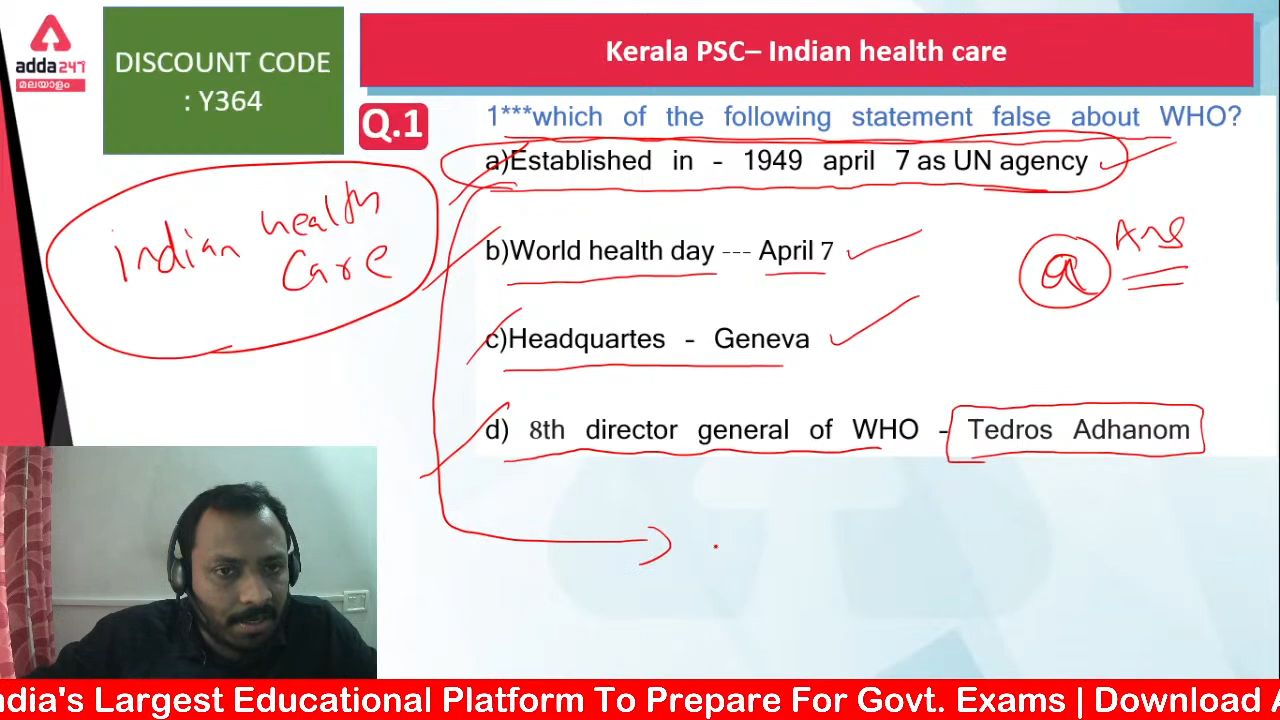 adda247
മലയാളം
DISCOUNT CODE
: Y364
Kerala PSC– Indian health care
Q.1
1***which of the following statement false about WHO?
a)Established in - 1949 april 7 as UN agency
indian health
care
b)World health day --- April 7
Ans
a
c)Headquartes - Geneva
d) 8th director general of WHO - Tedros Adhanom
ndia's Largest Educational Platform To Prepare For Govt. Exams | Download A